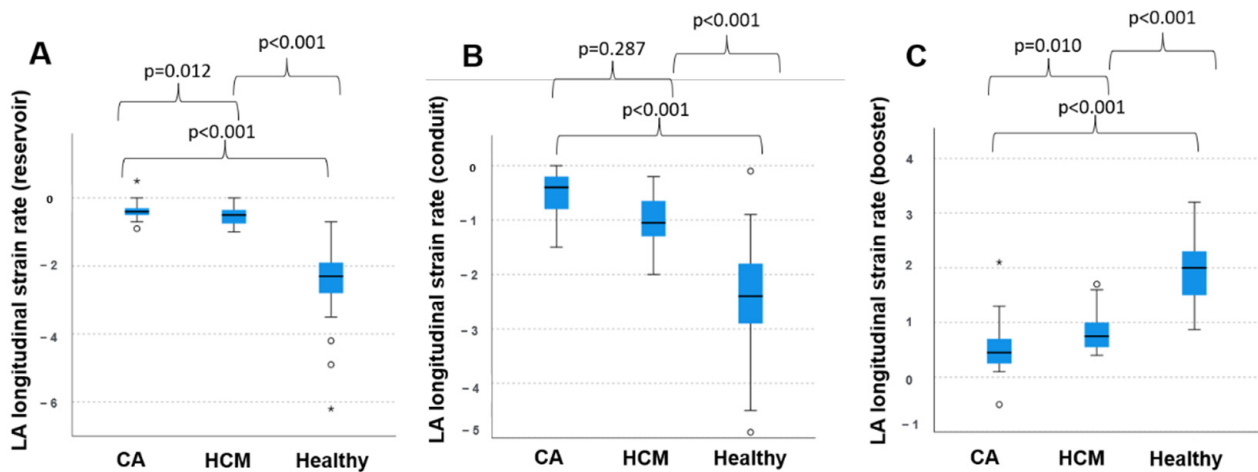 A
p<0.001
p=0.012
p<0.001
LA longitudinal strain rate (reservoir)
0
– 2
– 4
– 6
CA HCM Healthy
B
p<0.001
p=0.287
p<0.001
LA longitudinal strain rate (conduit)
0
– 1
– 2
– 3
– 4
– 5
CA HCM Healthy
C
p<0.001
p=0.010
p<0.001
LA longitudinal strain rate (booster)
4
3
2
1
0
– 1
CA HCM Healthy